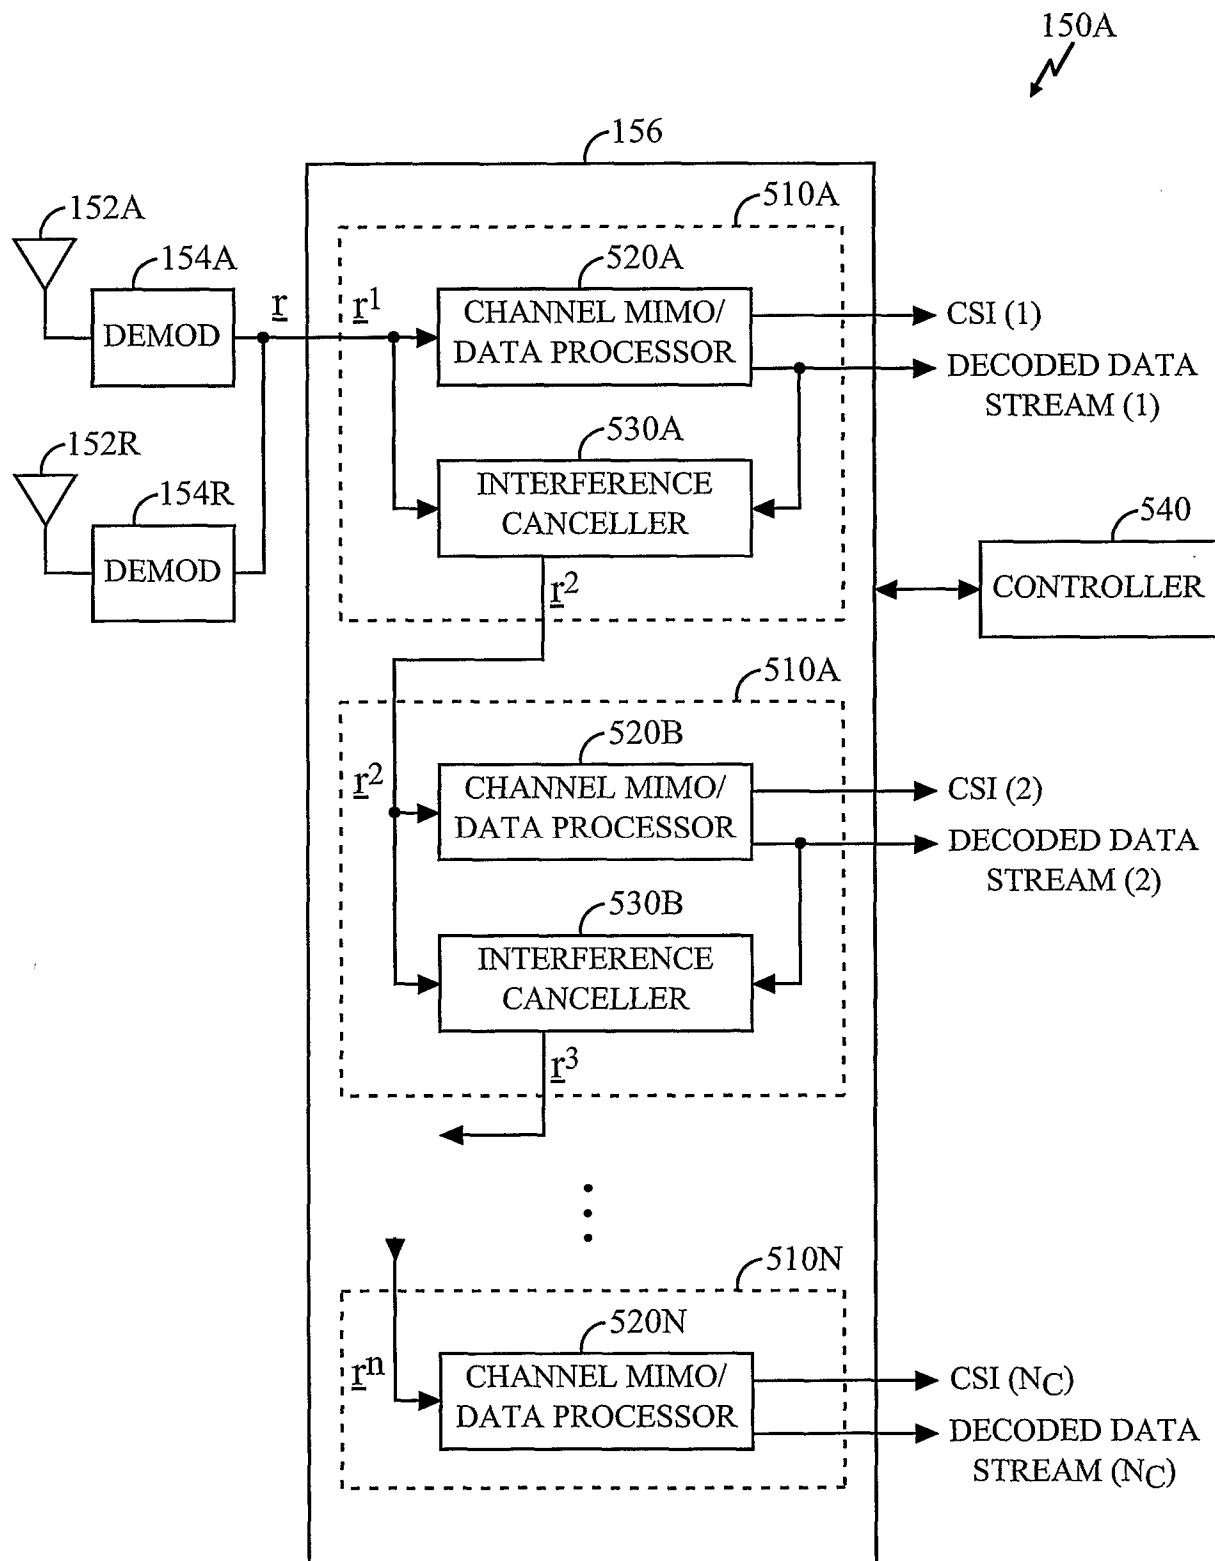 150A
156
152A
154A
DEMOD
r
152R
154R
DEMOD
510A
r¹
520A
CHANNEL MIMO/
DATA PROCESSOR
CSI (1)
DECODED DATA
STREAM (1)
530A
INTERFERENCE
CANCELLER
r²
540
CONTROLLER
510A
r²
520B
CHANNEL MIMO/
DATA PROCESSOR
CSI (2)
DECODED DATA
STREAM (2)
530B
INTERFERENCE
CANCELLER
r³
510N
rⁿ
520N
CHANNEL MIMO/
DATA PROCESSOR
CSI (NC)
DECODED DATA
STREAM (NC)